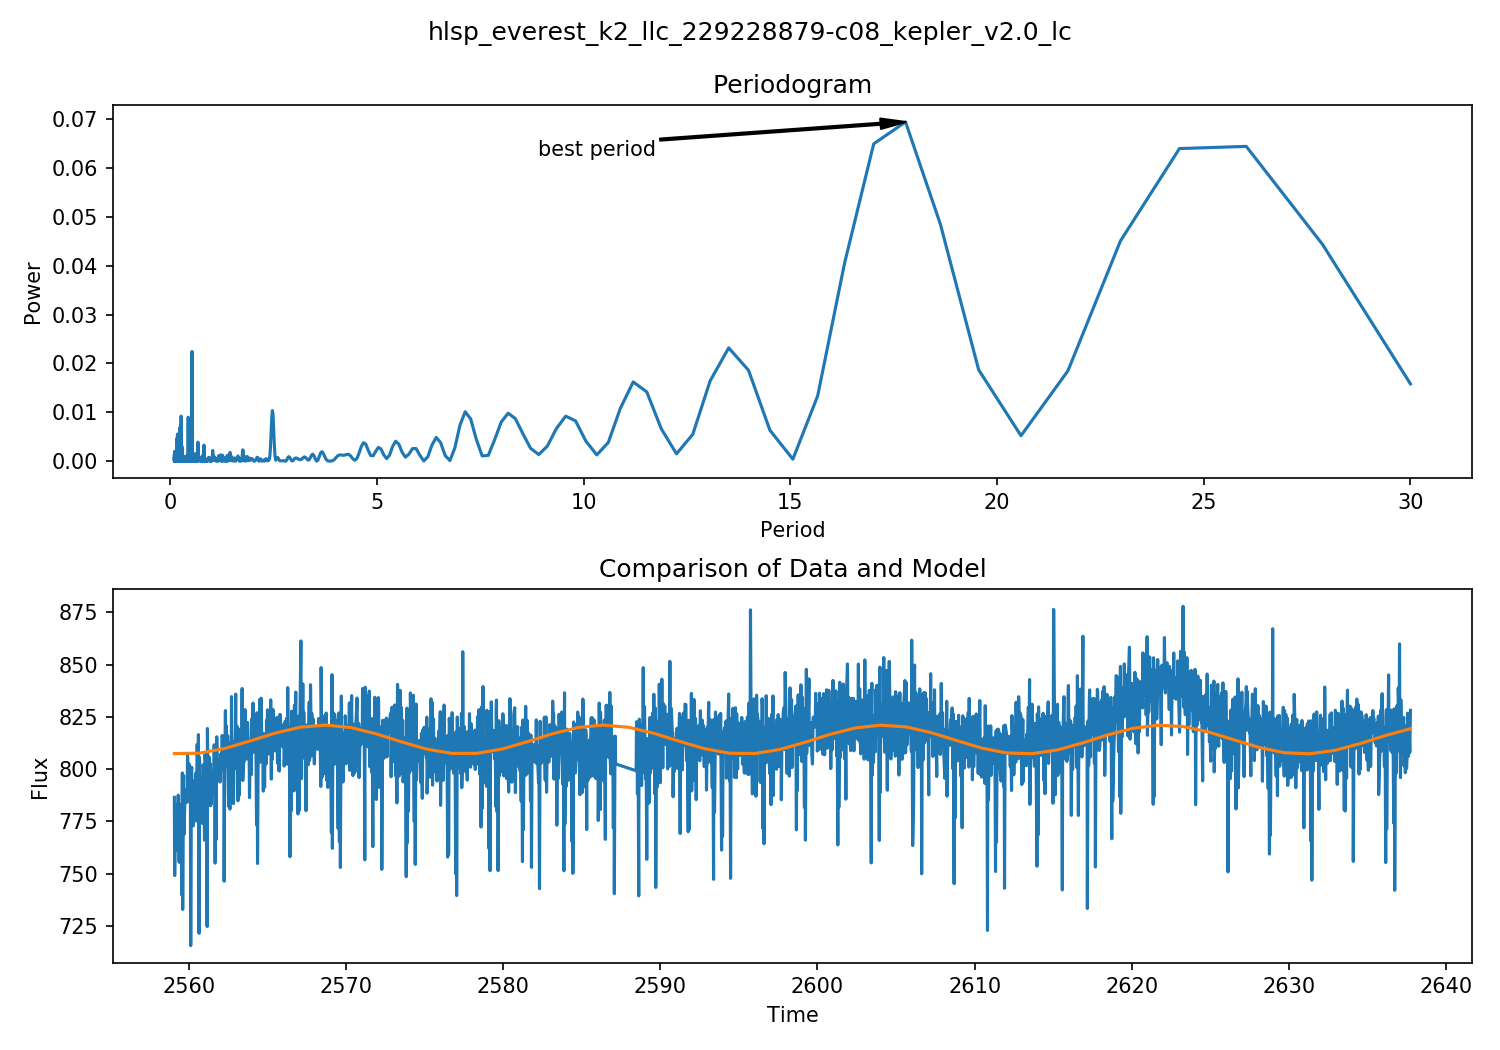 hlsp_everest_k2_llc_229228879-c08_kepler_v2.0_lc
Periodogram
0.07
0.06
0.05
0.04
0.03
0.02
0.01
0.00
Power
best period
0 5 10 15 20 25 30
Period
Comparison of Data and Model
875
850
825
800
775
750
725
Flux
2560 2570 2580 2590 2600 2610 2620 2630 2640
Time